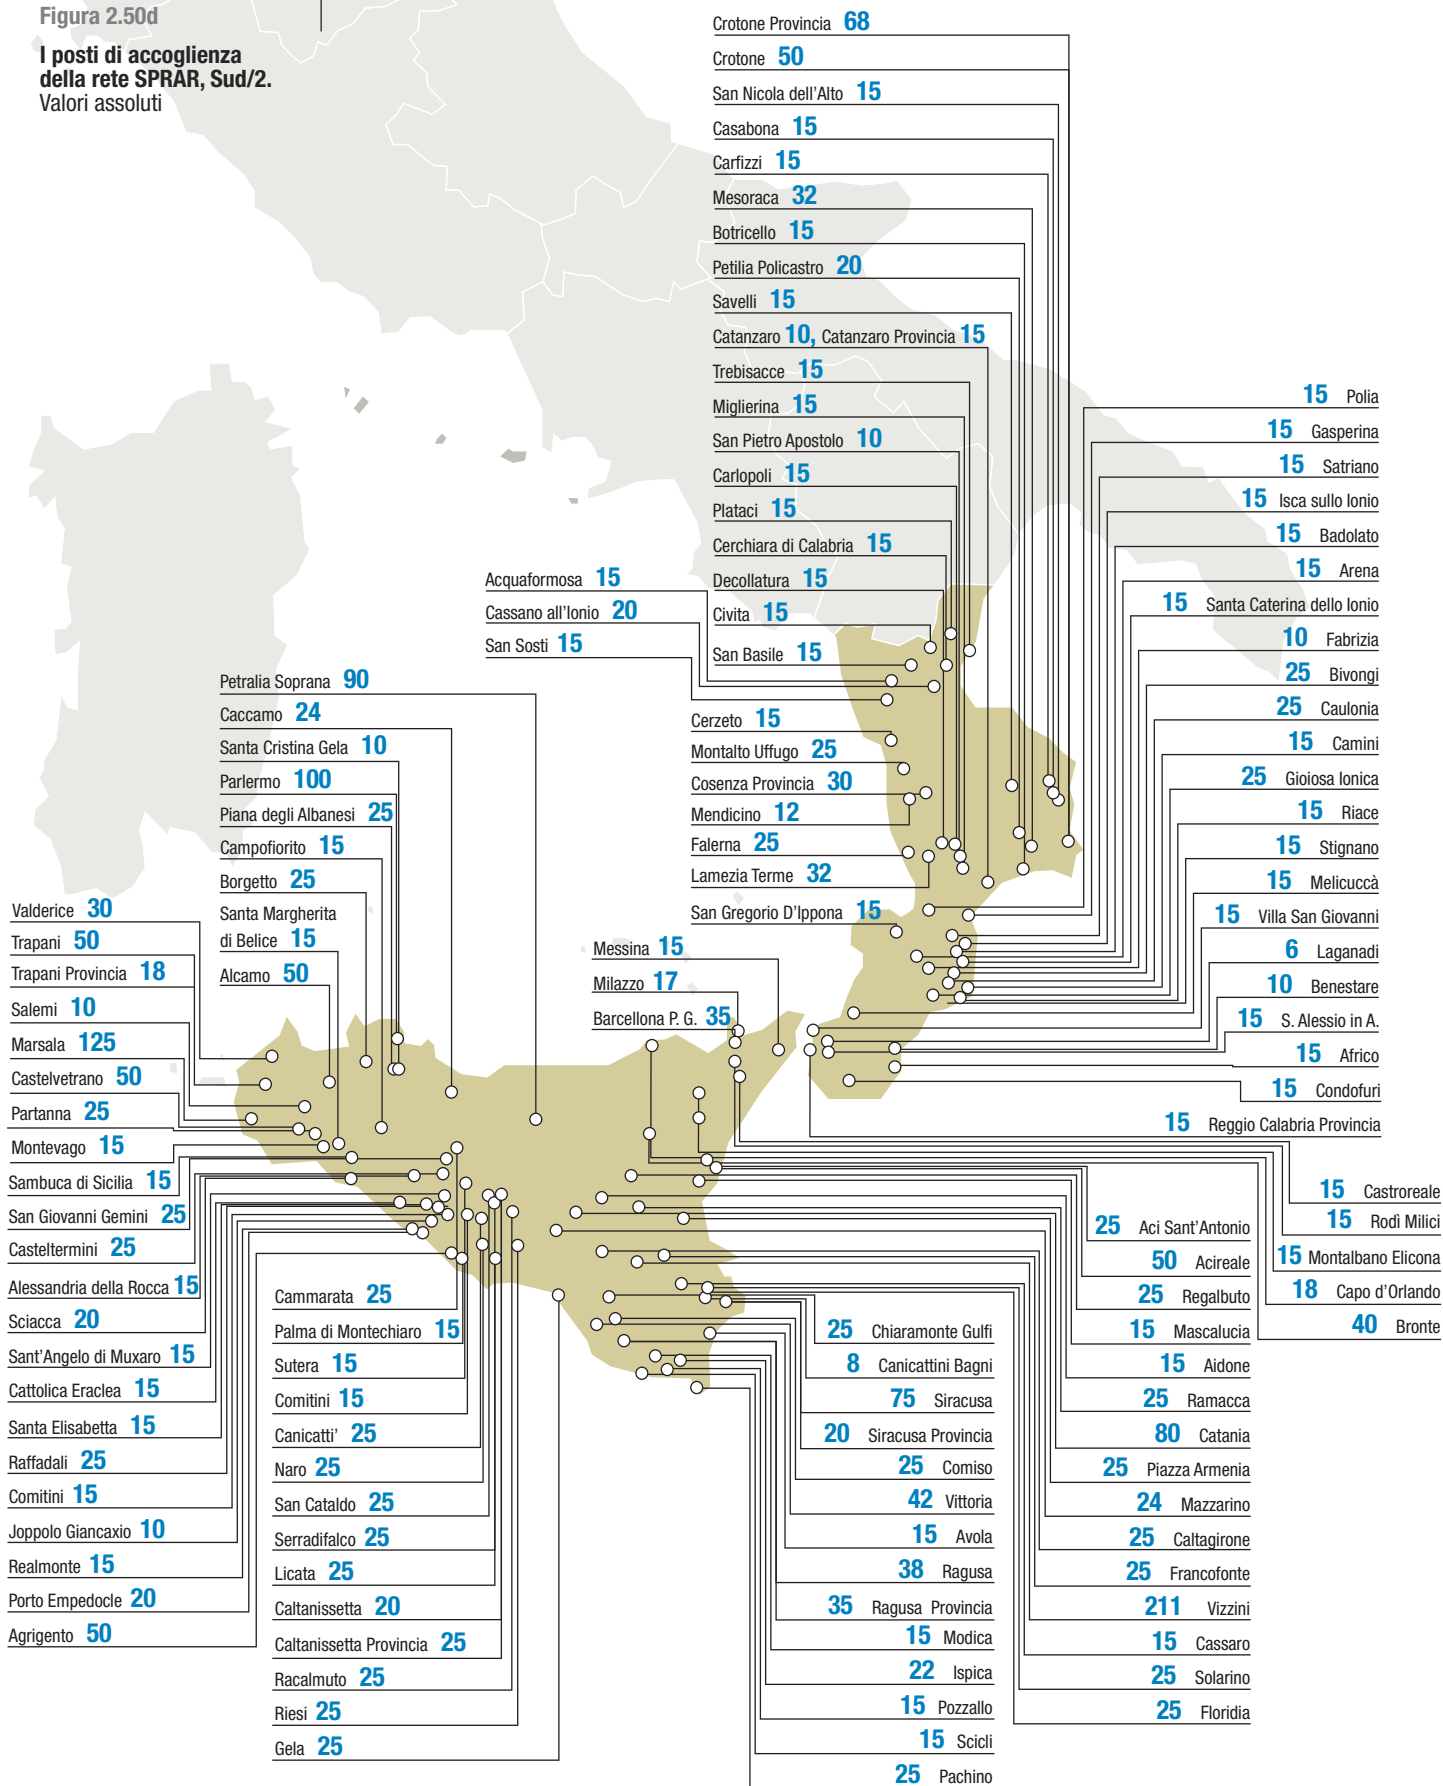 Figura 2.50d
I posti di accoglienza
della rete SPRAR, Sud/2.
Valori assoluti
Crotone Provincia 68
Crotone 50
San Nicola dell'Alto 15
Casabona 15
Carfizzi 15
Mesoraca 32
Botricello 15
Petilia Policastro 20
Savelli 15
Catanzaro 10, Catanzaro Provincia 15
Trebisacce 15
Miglierina 15
San Pietro Apostolo 10
Carlopoli 15
Plataci 15
Cerchiara di Calabria 15
Decollatura 15
Civita 15
San Basile 15
Acquaformosa 15
Cassano all'Ionio 20
San Sosti 15
Cerzeto 15
Montalto Uffugo 25
Cosenza Provincia 30
Mendicino 12
Falerna 25
Lamezia Terme 32
San Gregorio D'Ippona 15
15 Polia
15 Gasperina
15 Satriano
15 Isca sullo Ionio
15 Badolato
15 Arena
15 Santa Caterina dello Ionio
10 Fabrizia
25 Bivongi
25 Caulonia
15 Camini
25 Gioiosa Ionica
15 Riace
15 Stignano
15 Melicuccà
15 Villa San Giovanni
6 Laganadi
10 Benestare
15 S. Alessio in A.
15 Africo
15 Condofuri
15 Reggio Calabria Provincia
Petralia Soprana 90
Caccamo 24
Santa Cristina Gela 10
Parlermo 100
Piana degli Albanesi 25
Campofiorito 15
Borgetto 25
Santa Margherita
di Belice 15
Alcamo 50
Messina 15
Milazzo 17
Barcellona P. G. 35
Valderice 30
Trapani 50
Trapani Provincia 18
Salemi 10
Marsala 125
Castelvetrano 50
Partanna 25
Montevago 15
Sambuca di Sicilia 15
San Giovanni Gemini 25
Casteltermini 25
Alessandria della Rocca 15
Sciacca 20
Sant'Angelo di Muxaro 15
Cattolica Eraclea 15
Santa Elisabetta 15
Raffadali 25
Comitini 15
Joppolo Giancaxio 10
Realmonte 15
Porto Empedocle 20
Agrigento 50
Cammarata 25
Palma di Montechiaro 15
Sutera 15
Comitini 15
Canicatti' 25
Naro 25
San Cataldo 25
Serradifalco 25
Licata 25
Caltanissetta 20
Caltanissetta Provincia 25
Racalmuto 25
Riesi 25
Gela 25
25 Chiaramonte Gulfi
8 Canicattini Bagni
75 Siracusa
20 Siracusa Provincia
25 Comiso
42 Vittoria
15 Avola
38 Ragusa
35 Ragusa Provincia
15 Modica
22 Ispica
15 Pozzallo
15 Scicli
25 Pachino
15 Castroreale
15 Rodì Milici
15 Montalbano Elicona
18 Capo d'Orlando
40 Bronte
25 Aci Sant'Antonio
50 Acireale
25 Regalbuto
15 Mascalucia
15 Aidone
25 Ramacca
80 Catania
25 Piazza Armenia
24 Mazzarino
25 Caltagirone
25 Francofonte
211 Vizzini
15 Cassaro
25 Solarino
25 Floridia